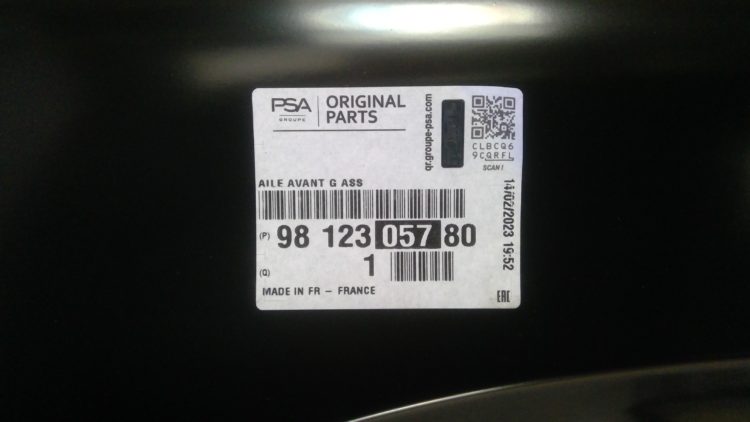 PSA
GROUPE
ORIGINAL
PARTS
qr.groupe-psa.com
CLBCQ6
9CQRFL
SCAN !
AILE AVANT G ASS
(P) 98 123 057 80
(Q) 1
14/02/2023 19:52
MADE IN FR - FRANCE
EAC